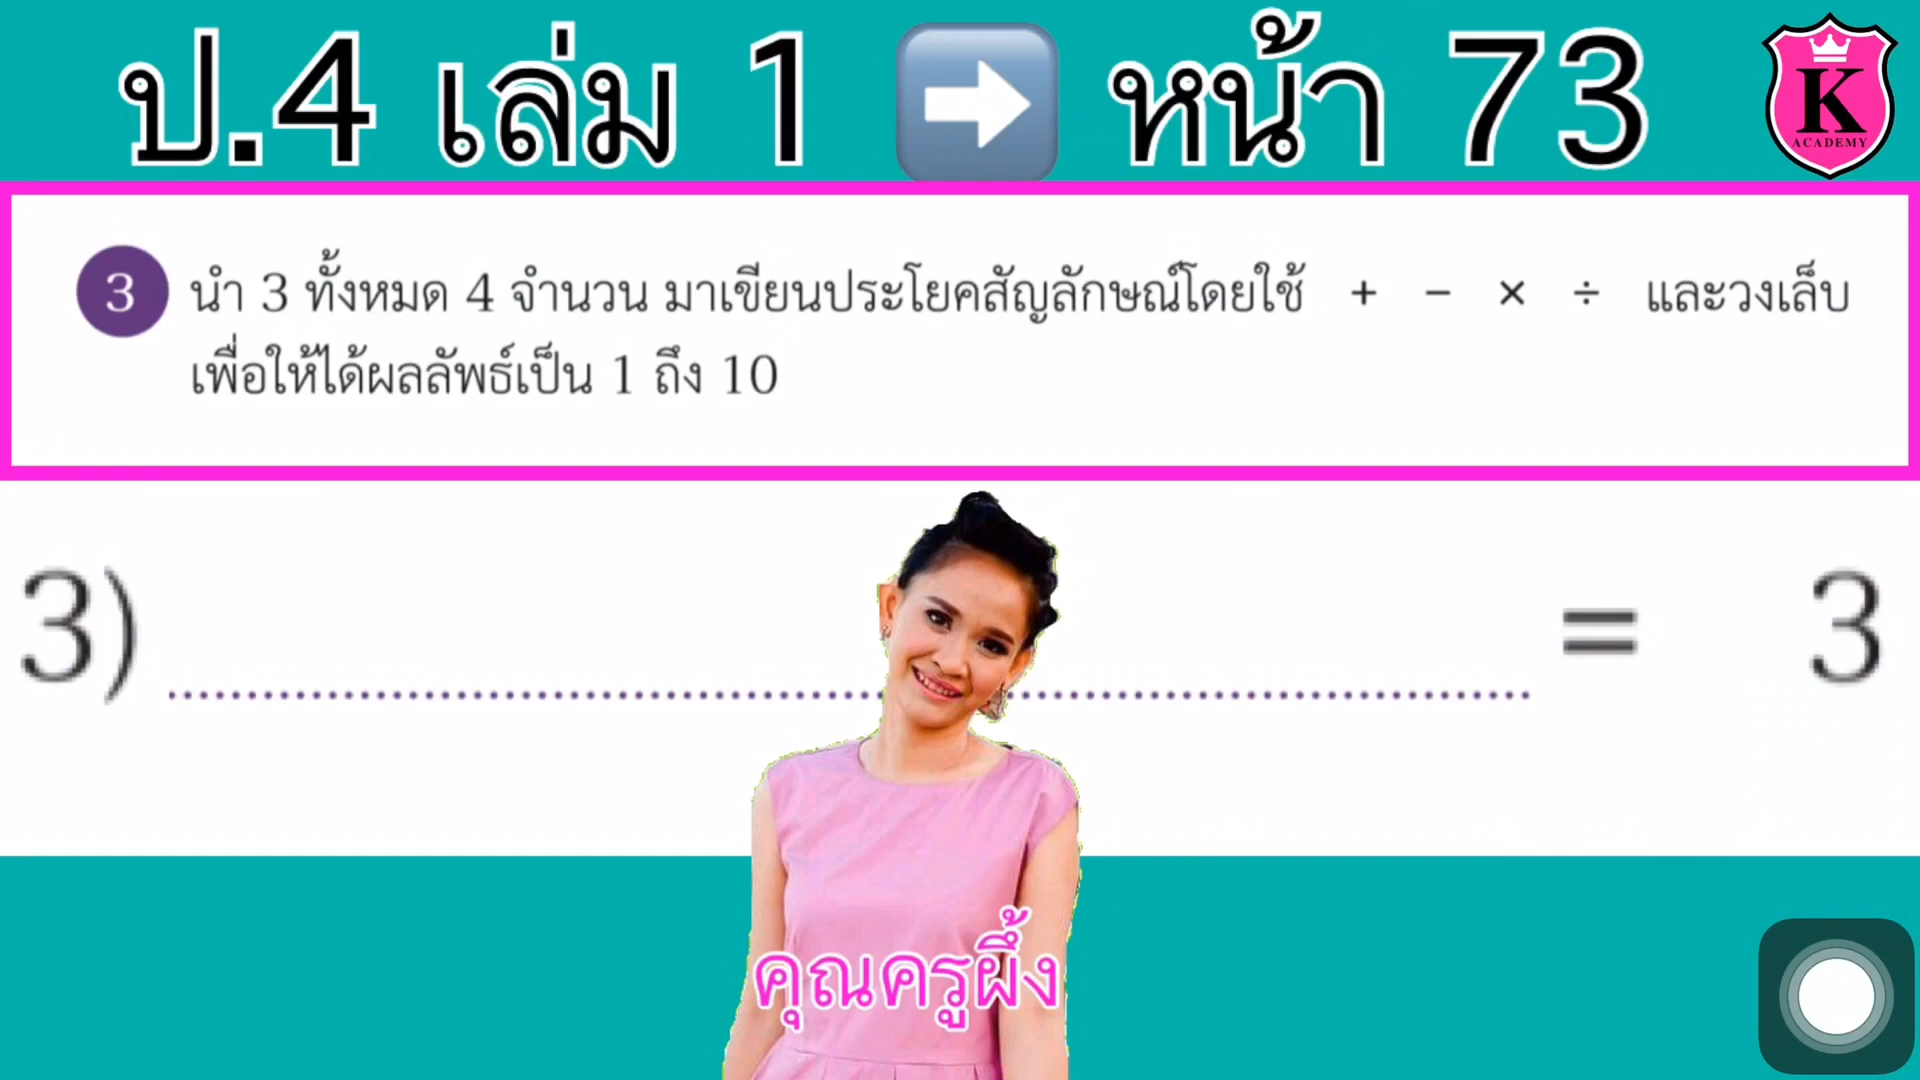 ป.4 เล่ม 1 ➡ หน้า 73
K
ACADEMY
3 นำ 3 ทั้งหมด 4 จำนวน มาเขียนประโยคสัญลักษณ์โดยใช้ + − × ÷ และวงเล็บ
เพื่อให้ได้ผลลัพธ์เป็น 1 ถึง 10
3) ........................................ = 3
คุณครูผึ้ง